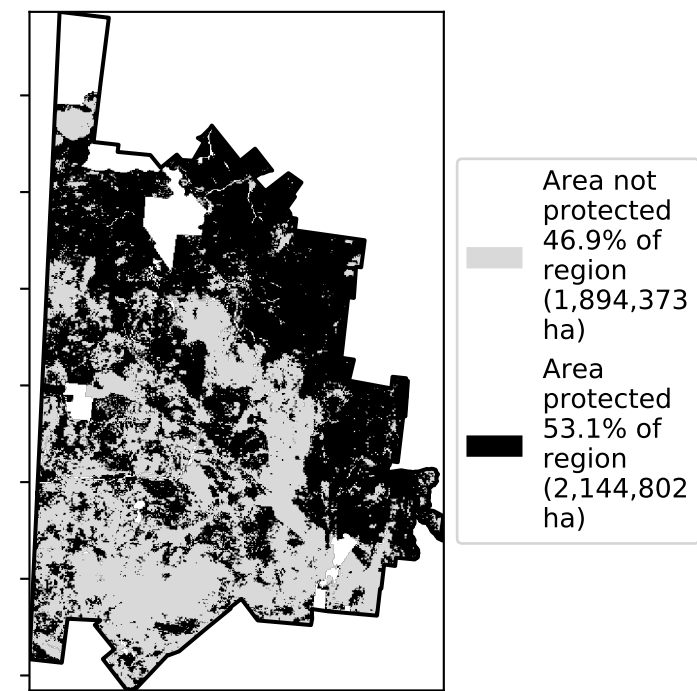 Area not
protected
46.9% of
region
(1,894,373
ha)
Area
protected
53.1% of
region
(2,144,802
ha)